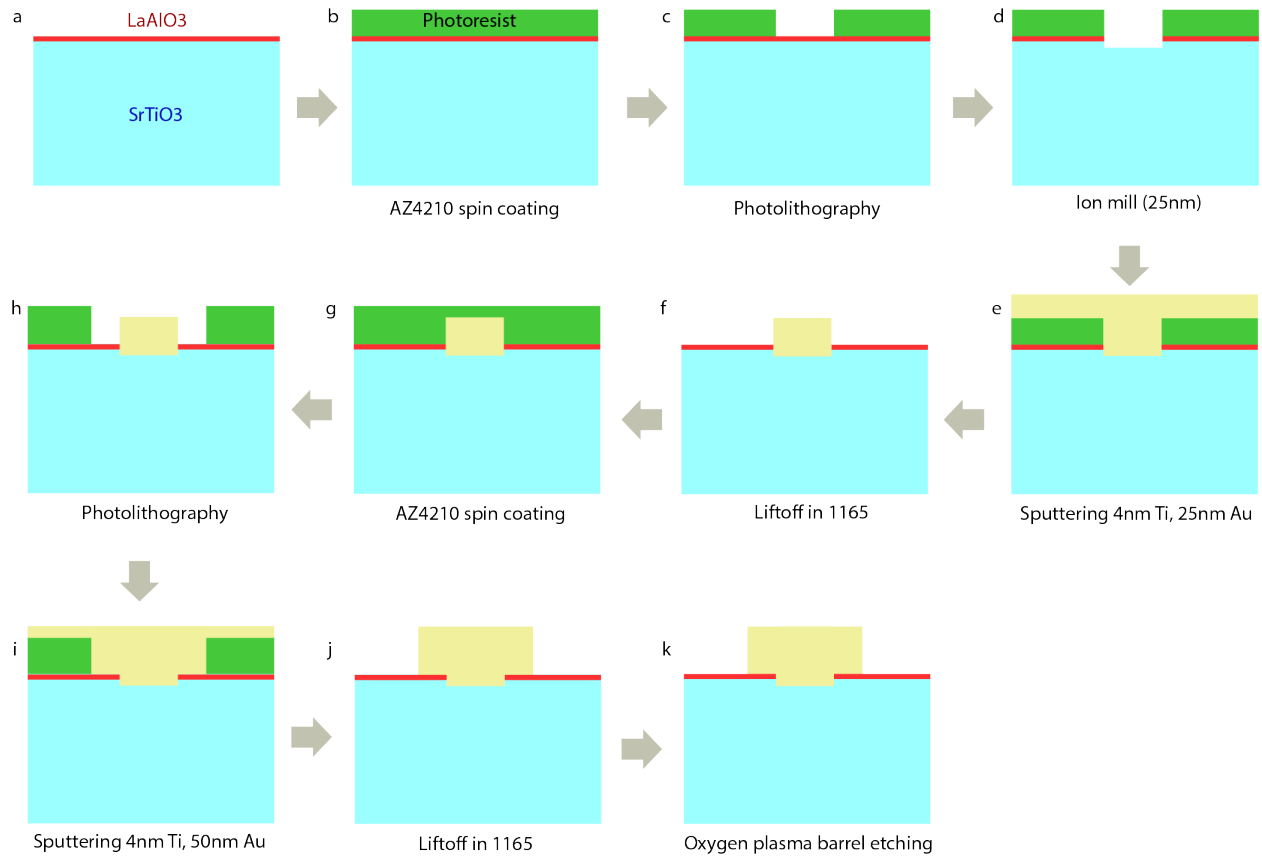 a
LaAlO3
SrTiO3
b
Photoresist
AZ4210 spin coating
c
Photolithography
d
Ion mill (25nm)
e
Sputtering 4nm Ti, 25nm Au
f
Liftoff in 1165
g
AZ4210 spin coating
h
Photolithography
i
Sputtering 4nm Ti, 50nm Au
j
Liftoff in 1165
k
Oxygen plasma barrel etching